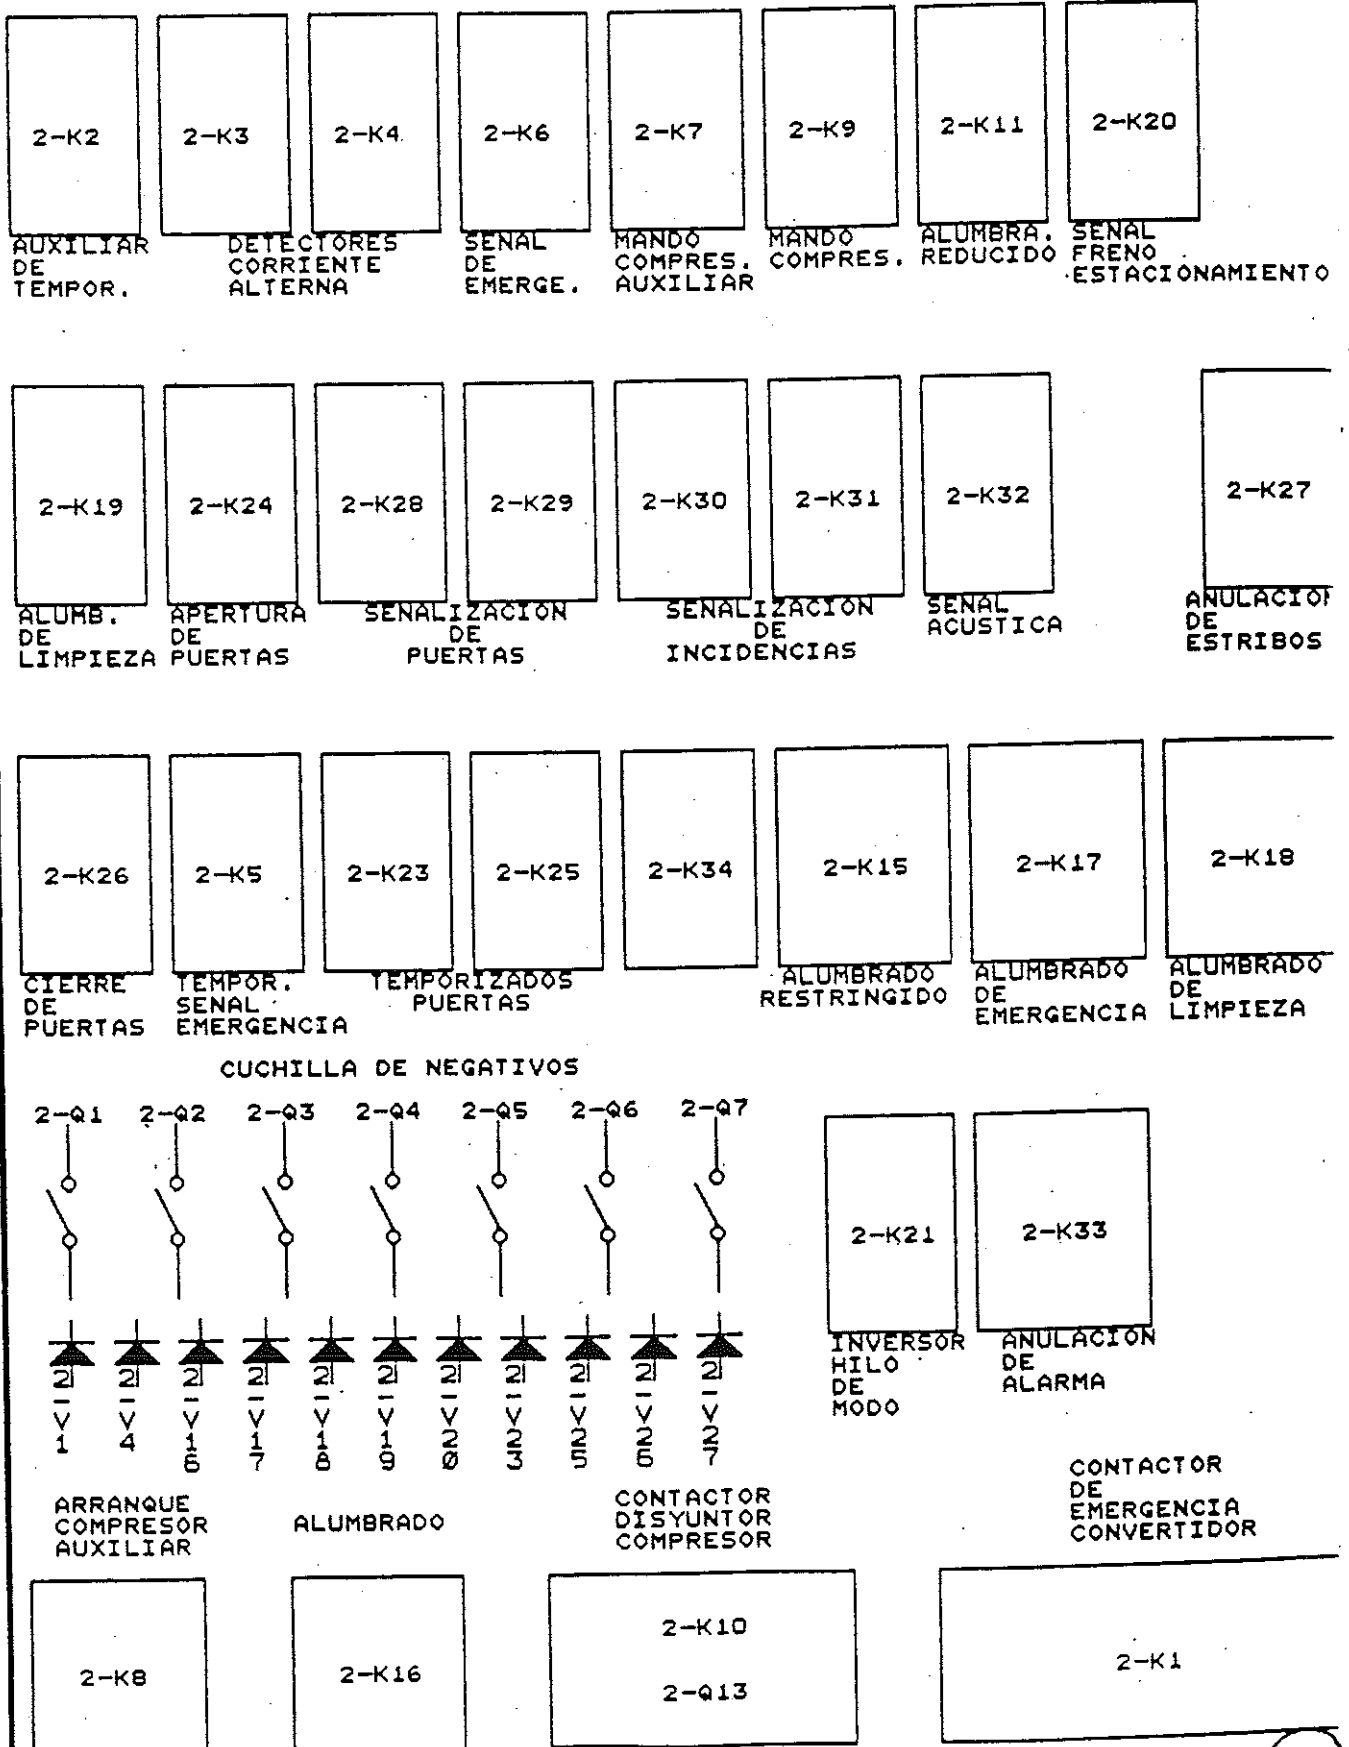 2-K2 2-K3 2-K4 2-K6 2-K7 2-K9 2-K11 2-K20
AUXILIAR DETECTORES SENAL MANDO MANDO ALUMBRA. SENAL
DE CORRIENTE DE COMPRES. COMPRES. REDUCIDO FRENO
TEMPOR. ALTERNA EMERGE. AUXILIAR ESTACIONAMIENTO
2-K19 2-K24 2-K28 2-K29 2-K30 2-K31 2-K32 2-K27
ALUMB. APERTURA SENALIZACION SENALIZACION SENAL ANULACION
DE DE DE DE ACUSTICA DE
LIMPIEZA PUERTAS PUERTAS INCIDENCIAS ESTRIBOS
2-K26 2-K5 2-K23 2-K25 2-K34 2-K15 2-K17 2-K18
CIERRE TEMPOR. TEMPORIZADOS ALUMBRADO ALUMBRADO ALUMBRADO
DE SENAL PUERTAS RESTRINGIDO DE DE
PUERTAS EMERGENCIA EMERGENCIA LIMPIEZA
CUCHILLA DE NEGATIVOS
2-Q1 2-Q2 2-Q3 2-Q4 2-Q5 2-Q6 2-Q7
2-K21 2-K33
INVERSOR ANULACION
HILO DE
DE ALARMA
MODO
2-V1 2-V4 2-V16 2-V17 2-V18 2-V19 2-V20 2-V23 2-V25 2-V26 2-V27
ARRANQUE
COMPRESOR
AUXILIAR
ALUMBRADO
CONTACTOR
DISYUNTOR
COMPRESOR
CONTACTOR
DE
EMERGENCIA
CONVERTIDOR
2-K8 2-K16 2-K10 2-K1
2-Q13